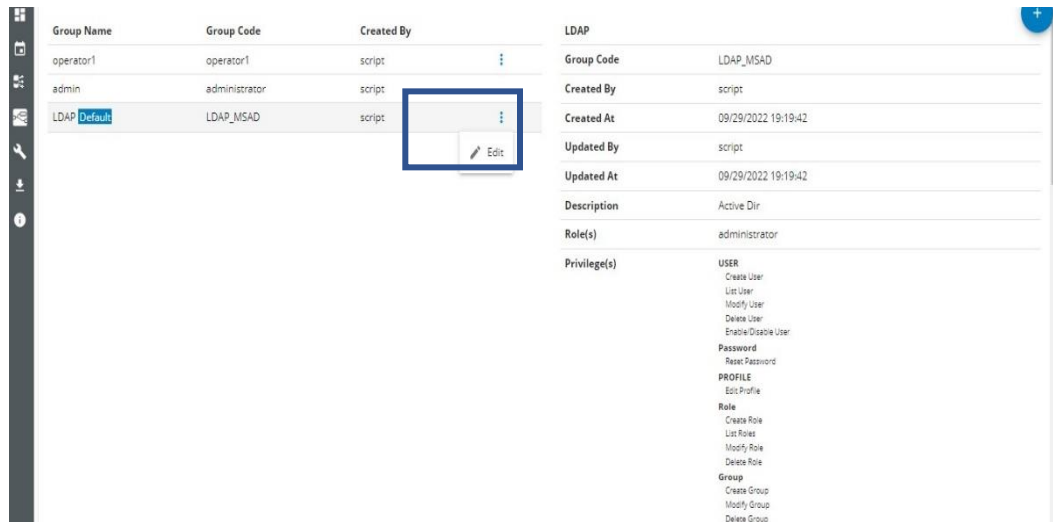 Group Name Group Code Created By
operator1 operator1 script
admin administrator script
LDAP Default LDAP_MSAD script
Edit
+
LDAP
Group Code LDAP_MSAD
Created By script
Created At 09/29/2022 19:19:42
Updated By script
Updated At 09/29/2022 19:19:42
Description Active Dir
Role(s) administrator
Privilege(s) USER
Create User
List User
Modify User
Delete User
Enable/Disable User
Password
Reset Password
PROFILE
Edit Profile
Role
Create Role
List Roles
Modify Role
Delete Role
Group
Create Group
Modify Group
Delete Group